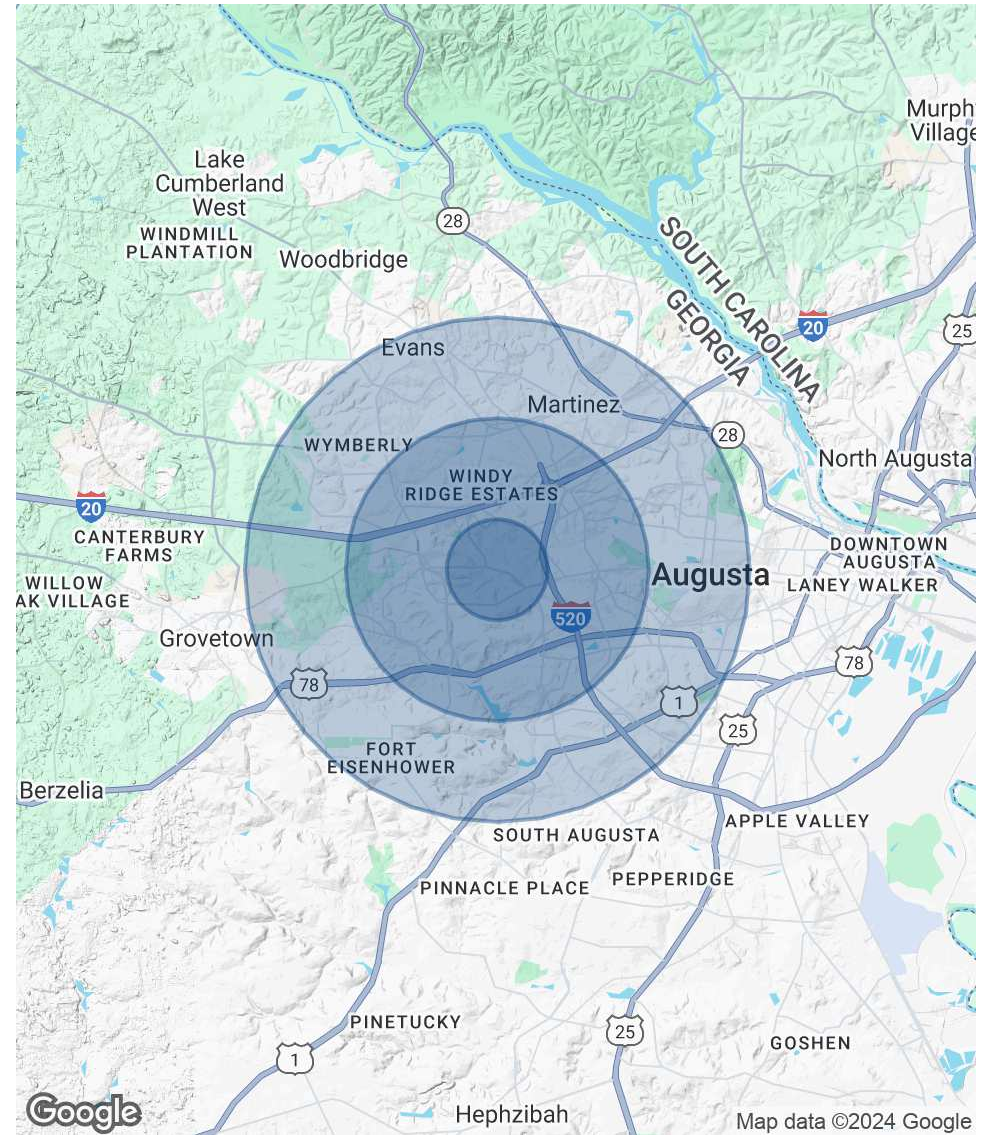 Murph
Village
Lake
Cumberland
West
28
WINDMILL
PLANTATION
Woodbridge
SOUTH CAROLINA
GEORGIA
20
25
Evans
Martinez
28
WYMBERLY
North Augusta
WINDY
RIDGE ESTATES
20
CANTERBURY
FARMS
DOWNTOWN
AUGUSTA
Augusta
LANEY WALKER
WILLOW
AK VILLAGE
520
Grovetown
78
78
1
25
FORT
EISENHOWER
Berzelia
APPLE VALLEY
SOUTH AUGUSTA
PEPPERIDGE
PINNACLE PLACE
PINETUCKY
25
GOSHEN
1
Hephzibah
Google
Map data ©2024 Google